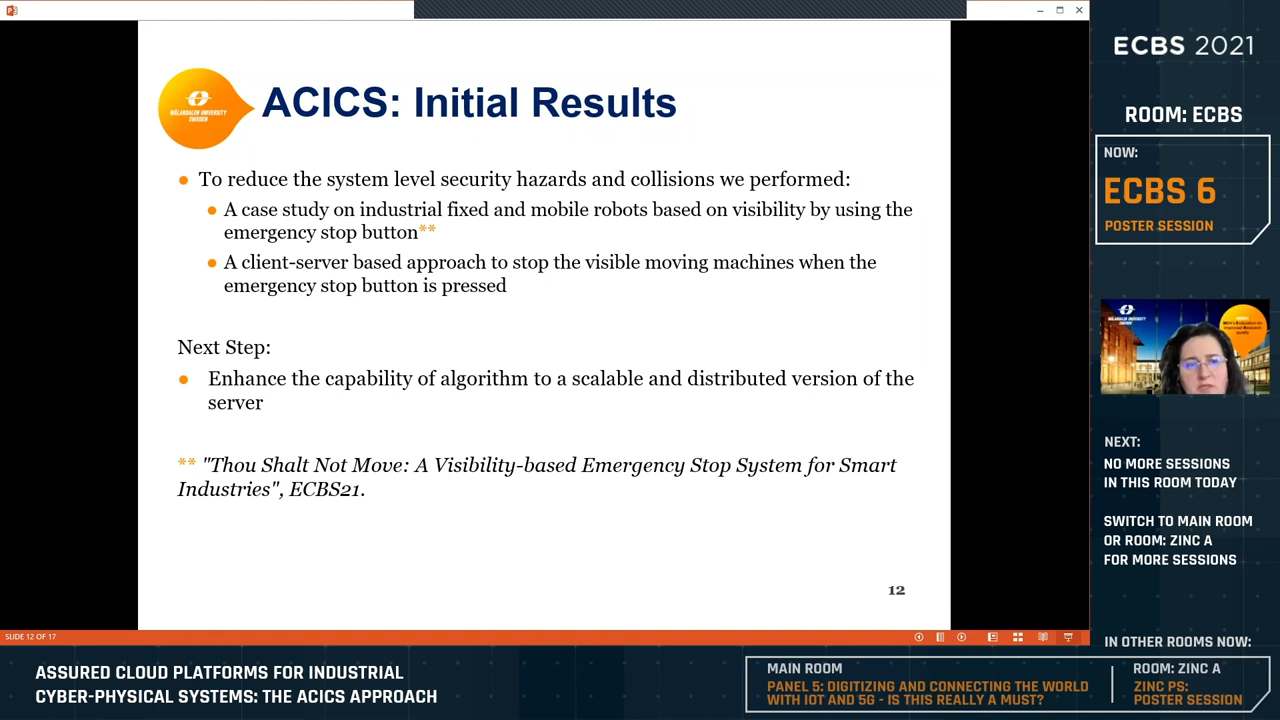 ACICS: Initial Results
MÄLARDALEN UNIVERSITY
SWEDEN
To reduce the system level security hazards and collisions we performed:
A case study on industrial fixed and mobile robots based on visibility by using the
emergency stop button**
A client-server based approach to stop the visible moving machines when the
emergency stop button is pressed
Next Step:
Enhance the capability of algorithm to a scalable and distributed version of the
server
** "Thou Shalt Not Move: A Visibility-based Emergency Stop System for Smart
Industries", ECBS21.
12
SLIDE 12 OF 17
ECBS 2021
ROOM: ECBS
NOW:
ECBS 6
POSTER SESSION
MÄLARDALEN UNIVERSITY
SWEDEN
NEXT:
NO MORE SESSIONS
IN THIS ROOM TODAY
SWITCH TO MAIN ROOM
OR ROOM: ZINC A
FOR MORE SESSIONS
IN OTHER ROOMS NOW:
ASSURED CLOUD PLATFORMS FOR INDUSTRIAL
CYBER-PHYSICAL SYSTEMS: THE ACICS APPROACH
MAIN ROOM
PANEL 5: DIGITIZING AND CONNECTING THE WORLD
WITH IOT AND 5G - IS THIS REALLY A MUST?
ROOM: ZINC A
ZINC PS:
POSTER SESSION